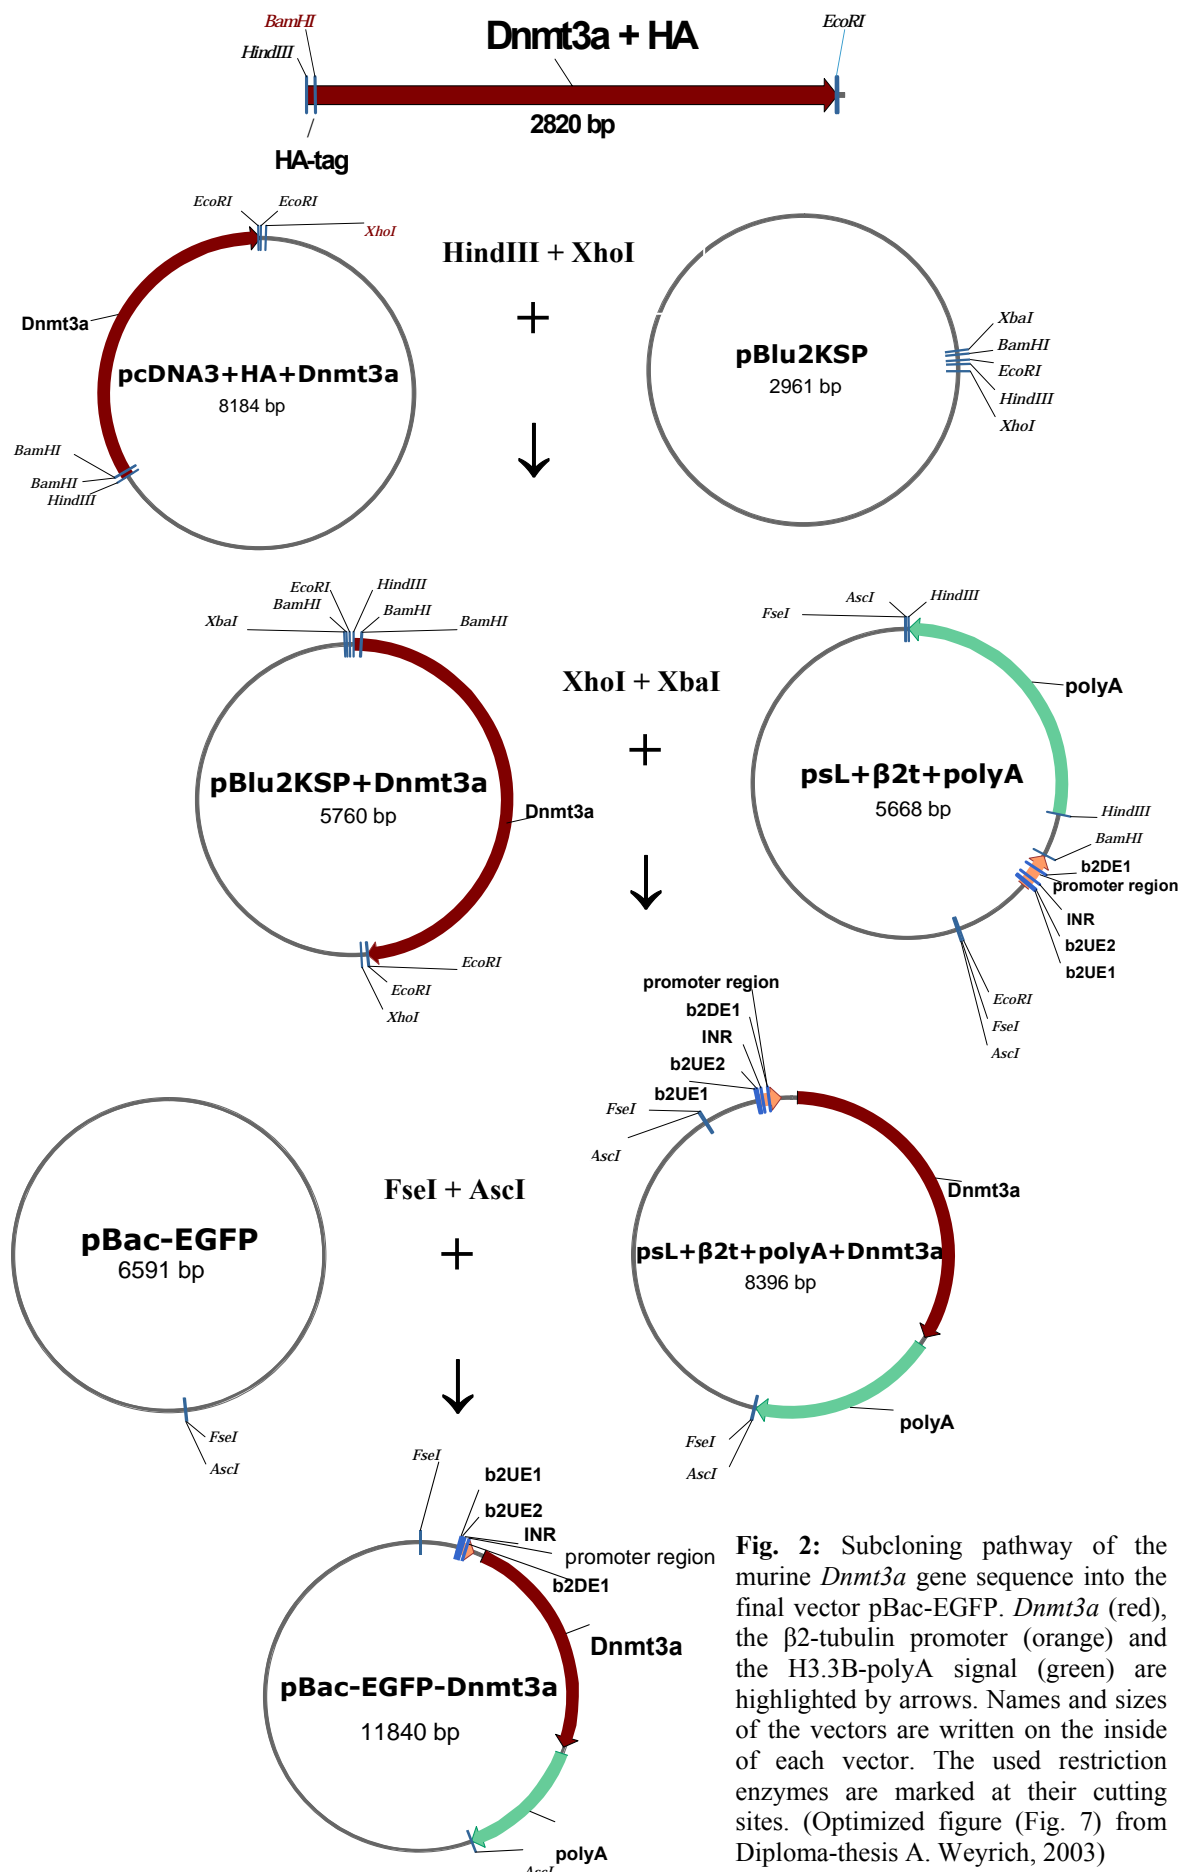 BamHI
HindIII
Dnmt3a + HA
EcoRI
2820 bp
HA-tag
EcoRI
EcoRI
XhoI
Dnmt3a
pcDNA3+HA+Dnmt3a
8184 bp
BamHI
BamHI
HindIII
HindIII + XhoI
+
pBlu2KSP
2961 bp
XbaI
BamHI
EcoRI
HindIII
XhoI
XbaI
BamHI
EcoRI
HindIII
BamHI
BamHI
pBlu2KSP+Dnmt3a
5760 bp
Dnmt3a
EcoRI
EcoRI
XhoI
XhoI + XbaI
+
FseI
AscI
HindIII
polyA
psL+β2t+polyA
5668 bp
HindIII
BamHI
b2DE1
promoter region
INR
b2UE2
b2UE1
EcoRI
FseI
AscI
pBac-EGFP
6591 bp
FseI
AscI
FseI + AscI
+
promoter region
b2DE1
INR
b2UE2
b2UE1
FseI
AscI
Dnmt3a
psL+β2t+polyA+Dnmt3a
8396 bp
polyA
FseI
AscI
FseI
b2UE1
b2UE2
INR
promoter region
b2DE1
Dnmt3a
pBac-EGFP-Dnmt3a
11840 bp
polyA
AscI
Fig. 2: Subcloning pathway of the
murine Dnmt3a gene sequence into the
final vector pBac-EGFP. Dnmt3a (red),
the β2-tubulin promoter (orange) and
the H3.3B-polyA signal (green) are
highlighted by arrows. Names and sizes
of the vectors are written on the inside
of each vector. The used restriction
enzymes are marked at their cutting
sites. (Optimized figure (Fig. 7) from
Diploma-thesis A. Weyrich, 2003)